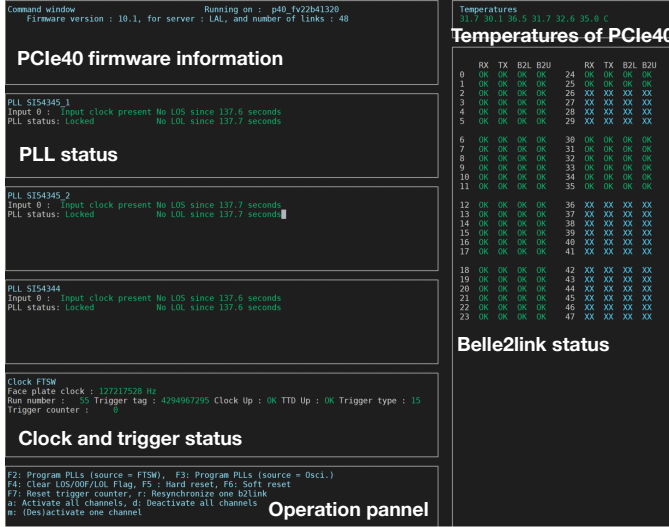 Command window Running on : p40_fv22b41320
Firmware version : 10.1, for server : LAL, and number of links : 48
PCIe40 firmware information
PLL SI54345_1
Input 0 : Input clock present No LOS since 137.6 seconds
PLL status: Locked No LOL since 137.7 seconds
PLL status
PLL SI54345_2
Input 0 : Input clock present No LOS since 137.6 seconds
PLL status: Locked No LOL since 137.7 seconds
PLL SI54344
Input 0 : Input clock present No LOS since 137.6 seconds
PLL status: Locked No LOL since 137.6 seconds
Clock FTSW
Face plate clock : 127217528 Hz
Run number : 55 Trigger tag : 4294967295 Clock Up : OK TTD Up : OK Trigger type : 15
Trigger counter : 0
Clock and trigger status
F2: Program PLLs (source = FTSW), F3: Program PLLs (source = Osci.)
F4: Clear LOS/OOF/LOL Flag, F5 : Hard reset, F6: Soft reset
F7: Reset trigger counter, r: Resynchronize one b2link
a: Activate all channels, d: Deactivate all channels
m: (Des)activate one channel
Operation pannel
Temperatures
31.7 30.1 36.5 31.7 32.6 35.0 C
Temperatures of PCIe40
RX TX B2L B2U RX TX B2L B2U
0 OK OK OK OK 24 OK OK OK OK
1 OK OK OK OK 25 OK OK OK OK
2 OK OK OK OK 26 XX XX XX XX
3 OK OK OK OK 27 XX XX XX XX
4 OK OK OK OK 28 XX XX XX XX
5 OK OK OK OK 29 XX XX XX XX
6 OK OK OK OK 30 OK OK OK OK
7 OK OK OK OK 31 OK OK OK OK
8 OK OK OK OK 32 OK OK OK OK
9 OK OK OK OK 33 OK OK OK OK
10 OK OK OK OK 34 OK OK OK OK
11 OK OK OK OK 35 OK OK OK OK
12 OK OK OK OK 36 XX XX XX XX
13 OK OK OK OK 37 XX XX XX XX
14 OK OK OK OK 38 XX XX XX XX
15 OK OK OK OK 39 XX XX XX XX
16 OK OK OK OK 40 XX XX XX XX
17 OK OK OK OK 41 XX XX XX XX
18 OK OK OK OK 42 XX XX XX XX
19 OK OK OK OK 43 XX XX XX XX
20 OK OK OK OK 44 XX XX XX XX
21 OK OK OK OK 45 XX XX XX XX
22 OK OK OK OK 46 XX XX XX XX
23 OK OK OK OK 47 XX XX XX XX
Belle2link status